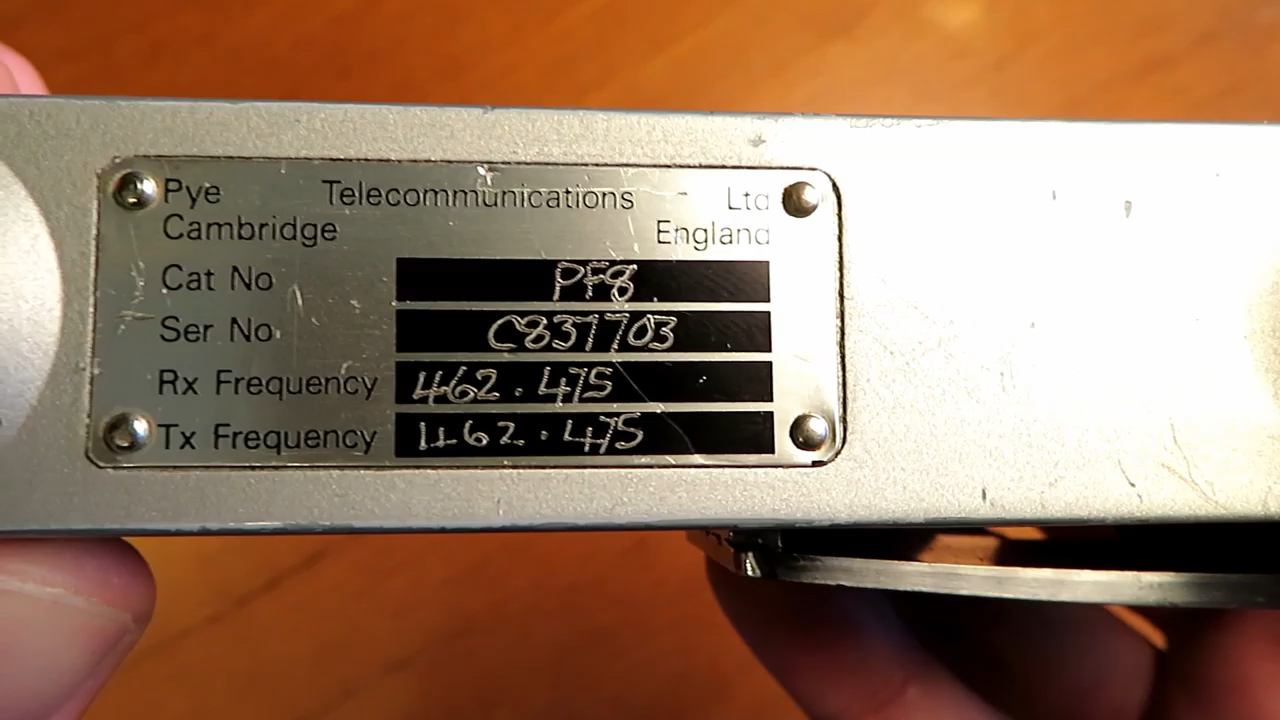 Pye Telecommunications Ltd
Cambridge England
Cat No PF8
Ser No C837703
Rx Frequency 462.475
Tx Frequency 462.475